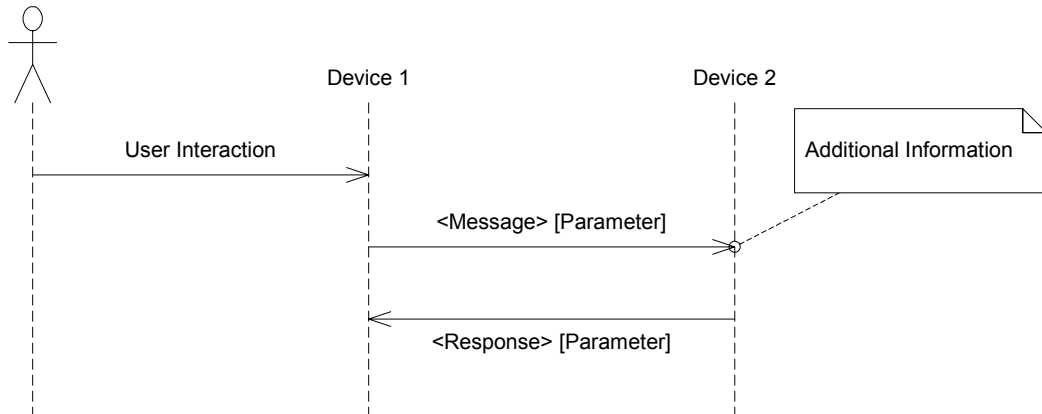 Device 1
Device 2
User Interaction
Additional Information
<Message> [Parameter]
<Response> [Parameter]